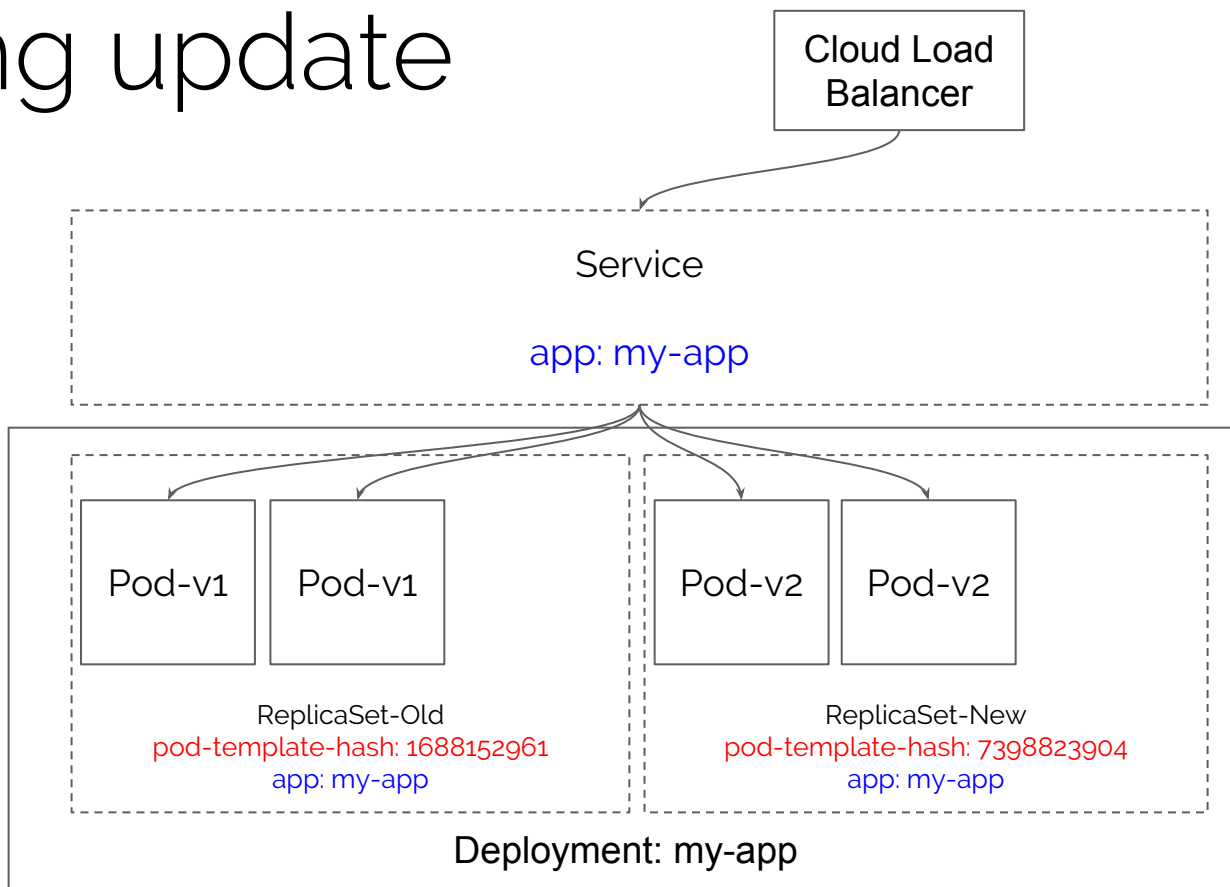 ng update
Cloud Load
Balancer
Service
app: my-app
Pod-v1
Pod-v1
Pod-v2
Pod-v2
ReplicaSet-Old
pod-template-hash: 1688152961
app: my-app
ReplicaSet-New
pod-template-hash: 7398823904
app: my-app
Deployment: my-app